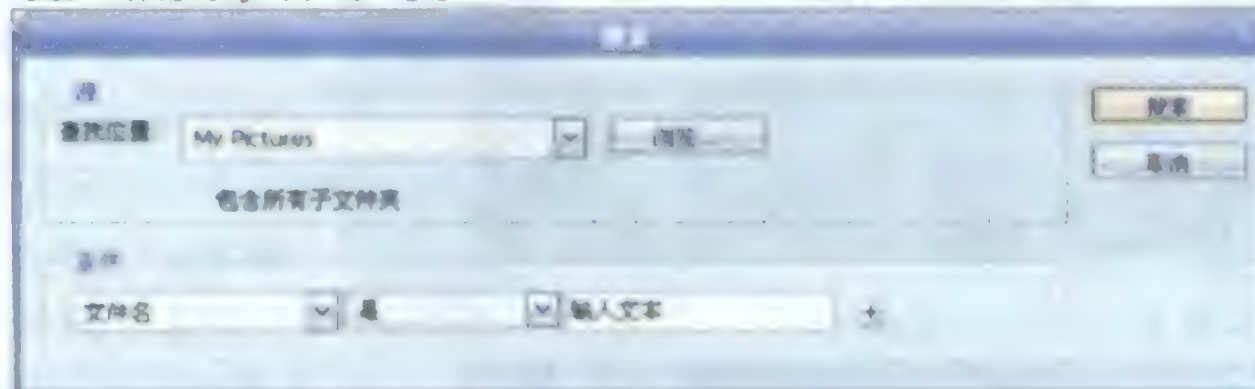 源
查找位置 My Pictures 浏览...
搜索
取消
包含所有子文件夹
条件
文件名 是 输入文本 +